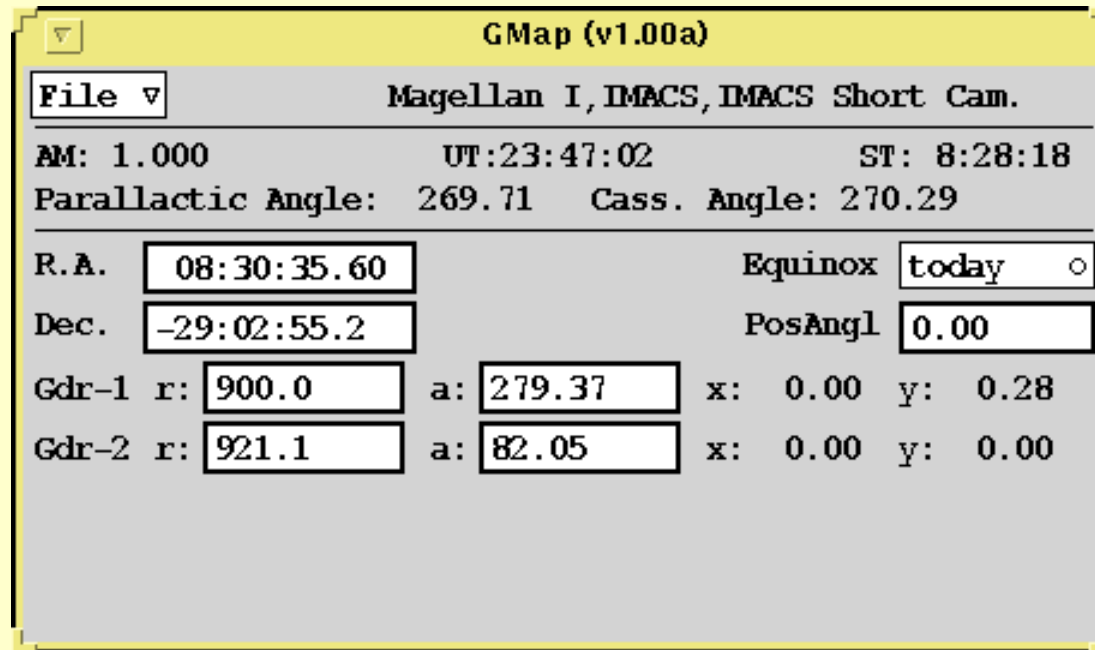 GMap (v1.00a)
File ▿ Magellan I,IMACS,IMACS Short Cam.
AM: 1.000 UT:23:47:02 ST: 8:28:18
Parallactic Angle: 269.71 Cass. Angle: 270.29
R.A. 08:30:35.60 Equinox today
Dec. -29:02:55.2 PosAngl 0.00
Gdr-1 r: 900.0 a: 279.37 x: 0.00 y: 0.28
Gdr-2 r: 921.1 a: 82.05 x: 0.00 y: 0.00